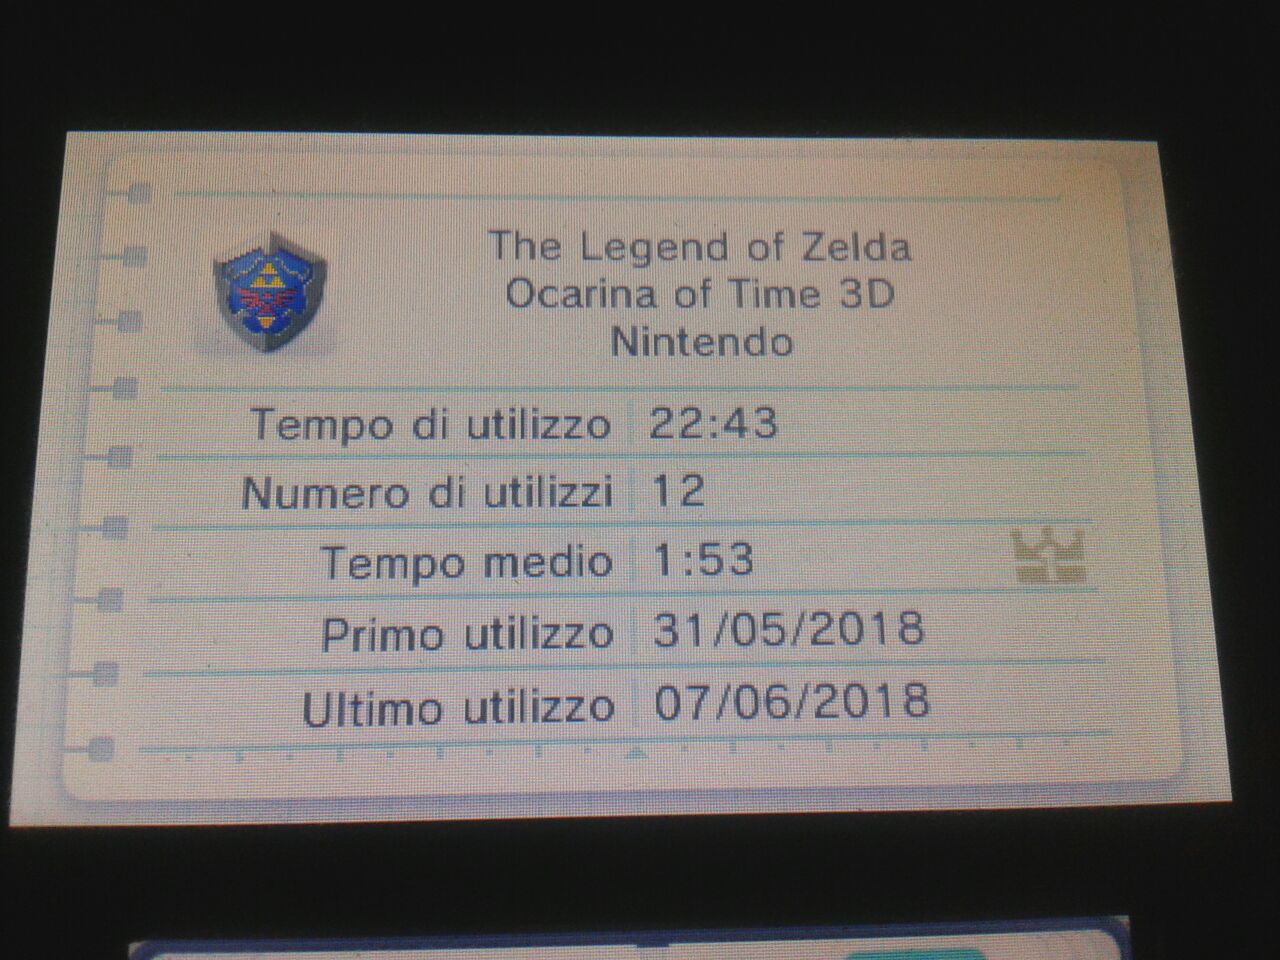 The Legend of Zelda
Ocarina of Time 3D
Nintendo
Tempo di utilizzo 22:43
Numero di utilizzi 12
Tempo medio 1:53
Primo utilizzo 31/05/2018
Ultimo utilizzo 07/06/2018